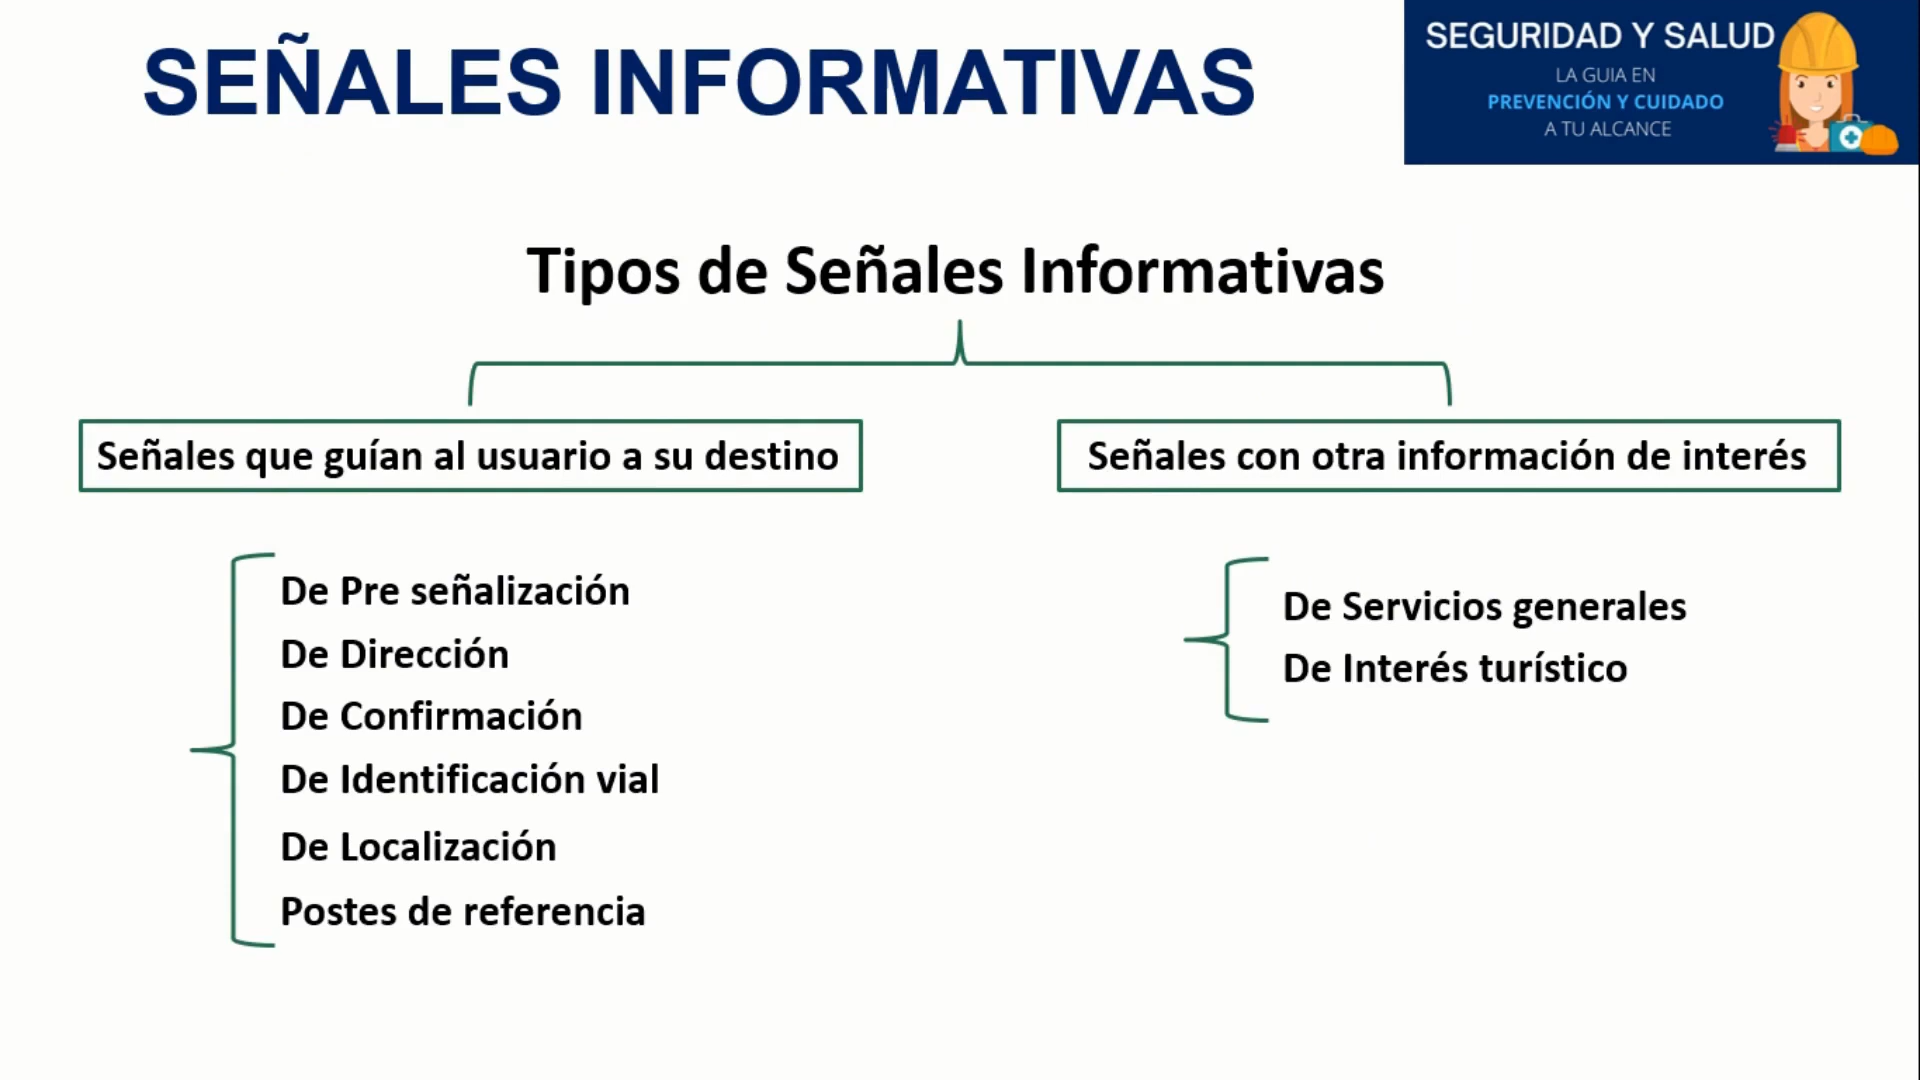 SEÑALES INFORMATIVAS
SEGURIDAD Y SALUD
LA GUIA EN
PREVENCIÓN Y CUIDADO
A TU ALCANCE
Tipos de Señales Informativas
Señales que guían al usuario a su destino
De Pre señalización
De Dirección
De Confirmación
De Identificación vial
De Localización
Postes de referencia
Señales con otra información de interés
De Servicios generales
De Interés turístico